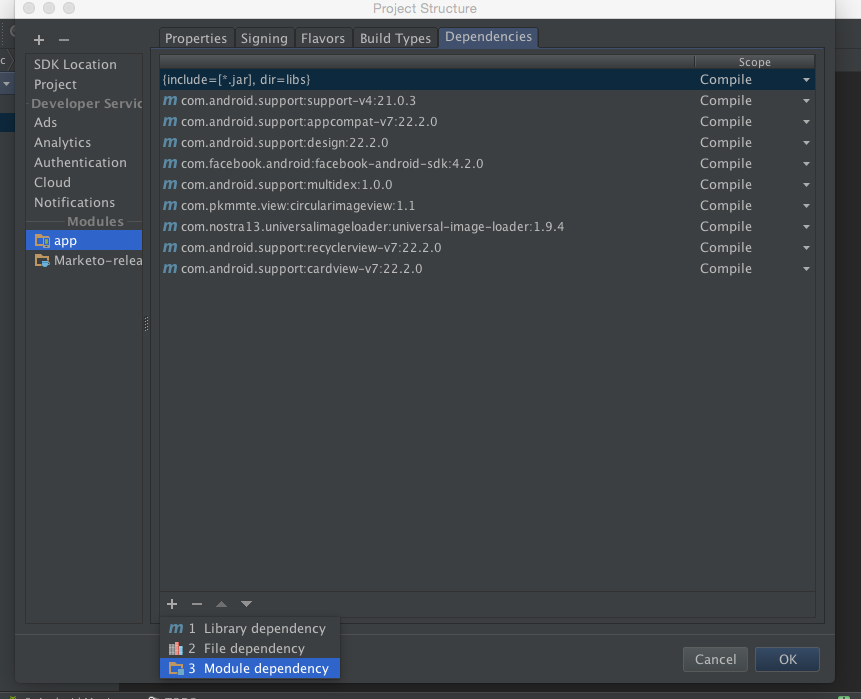 Project Structure
Properties Signing Flavors Build Types Dependencies
SDK Location
Project
Developer Servic
Ads
Analytics
Authentication
Cloud
Notifications
Modules
app
Marketo-relea
Scope
{include=[*.jar], dir=libs} Compile
m com.android.support:support-v4:21.0.3 Compile
m com.android.support:appcompat-v7:22.2.0 Compile
m com.android.support:design:22.2.0 Compile
m com.facebook.android:facebook-android-sdk:4.2.0 Compile
m com.android.support:multidex:1.0.0 Compile
m com.pkmmte.view:circularimageview:1.1 Compile
m com.nostra13.universalimageloader:universal-image-loader:1.9.4 Compile
m com.android.support:recyclerview-v7:22.2.0 Compile
m com.android.support:cardview-v7:22.2.0 Compile
m 1 Library dependency
2 File dependency
3 Module dependency
Cancel OK